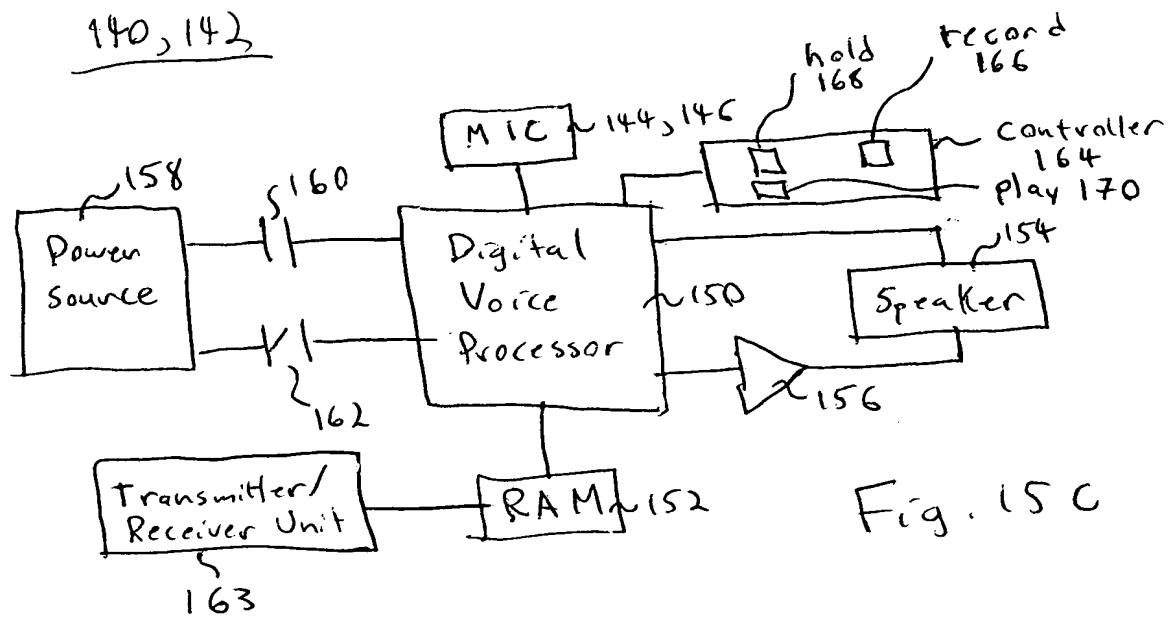 140, 142
hold
168
record
166
MIC
144, 146
controller
164
play 170
158
160
Power
source
Digital
Voice
Processor
150
154
Speaker
162
156
Transmitter/
Receiver Unit
RAM
152
163
Fig. 15C